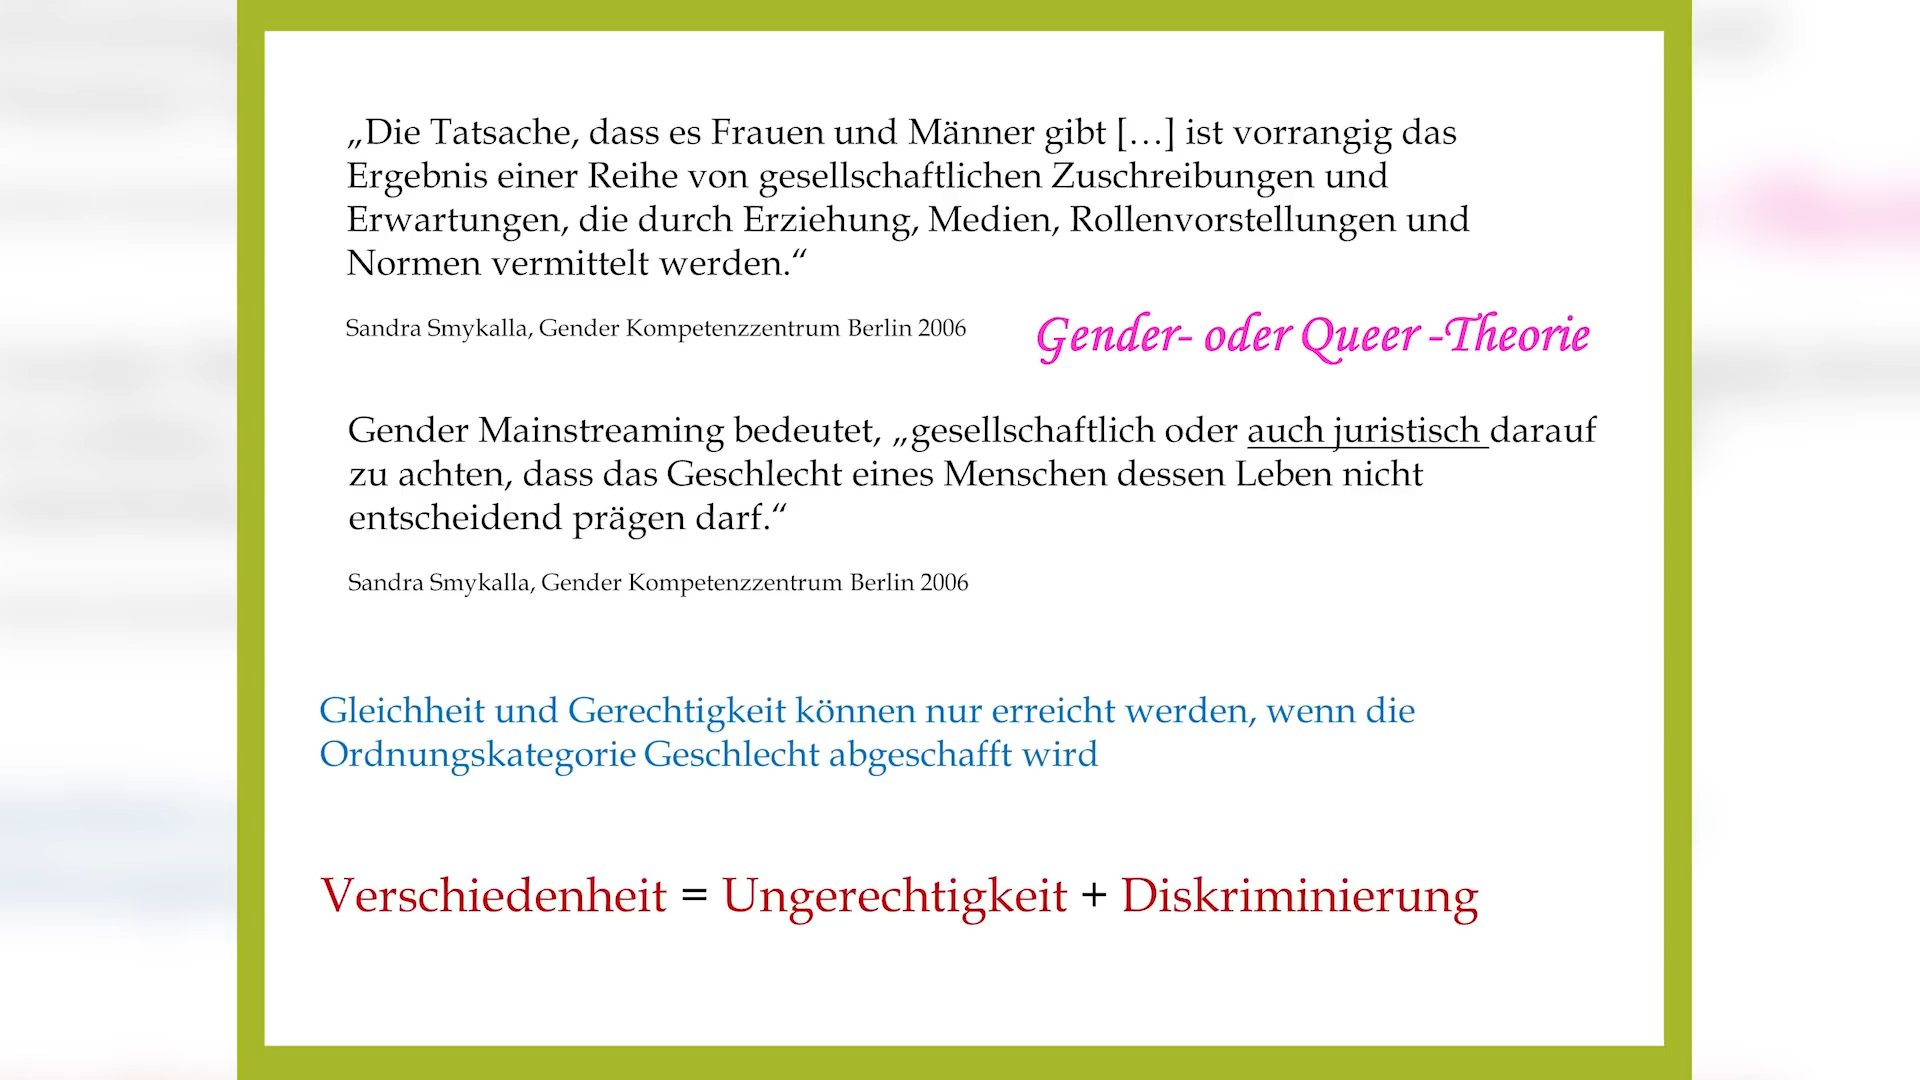 „Die Tatsache, dass es Frauen und Männer gibt […] ist vorrangig das
Ergebnis einer Reihe von gesellschaftlichen Zuschreibungen und
Erwartungen, die durch Erziehung, Medien, Rollenvorstellungen und
Normen vermittelt werden.“
Sandra Smykalla, Gender Kompetenzzentrum Berlin 2006
Gender- oder Queer -Theorie
Gender Mainstreaming bedeutet, „gesellschaftlich oder auch juristisch darauf
zu achten, dass das Geschlecht eines Menschen dessen Leben nicht
entscheidend prägen darf.“
Sandra Smykalla, Gender Kompetenzzentrum Berlin 2006
Gleichheit und Gerechtigkeit können nur erreicht werden, wenn die
Ordnungskategorie Geschlecht abgeschafft wird
Verschiedenheit = Ungerechtigkeit + Diskriminierung